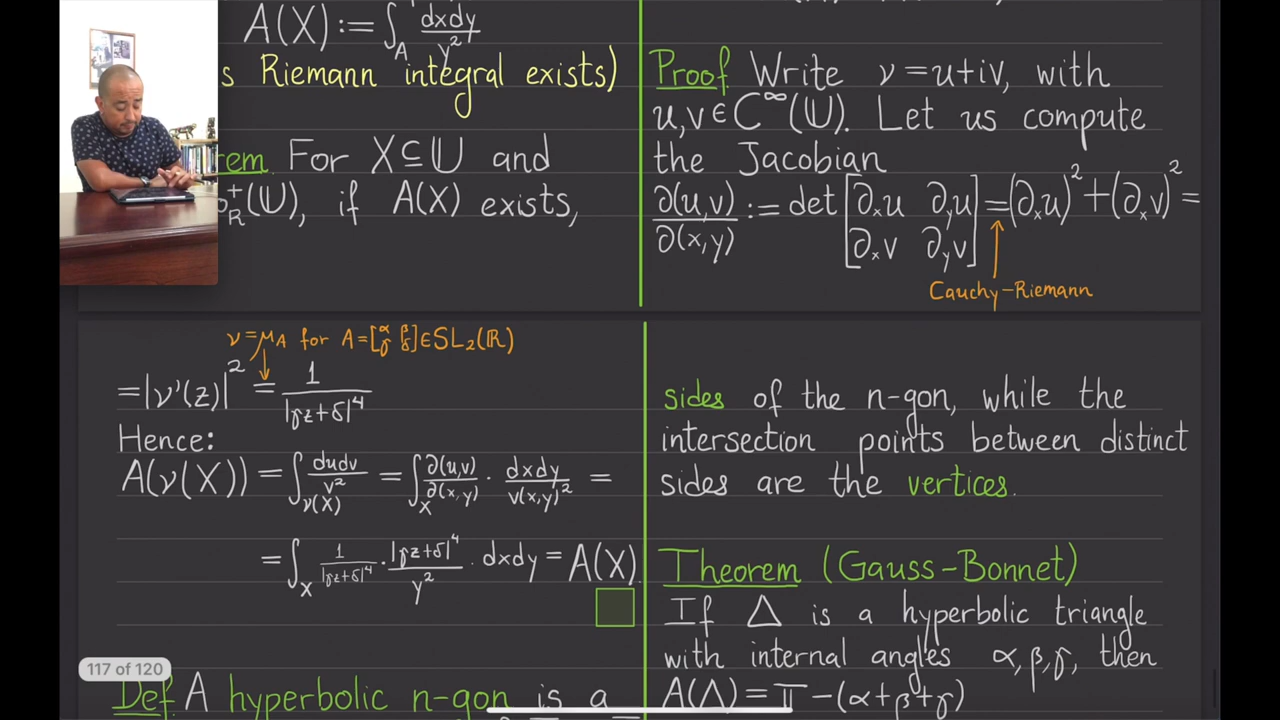 A(X) := ∫_A dxdy/y²
s Riemann integral exists)
rem For X ⊆ U and
_R^+(U), if A(X) exists,
Proof Write ν=u+iv, with
u,v ∈ C^∞(U). Let us compute
the Jacobian
∂(u,v)/∂(x,y) := det [∂ₓu ∂ᵧu; ∂ₓv ∂ᵧv] = (∂ₓu)² + (∂ₓv)² =
Cauchy-Riemann
ν=μ_A for A=[α β; γ δ] ∈ SL₂(ℝ)
= |ν'(z)|² = 1/|γz+δ|⁴
Hence:
A(ν(X)) = ∫_ν(X) dudv/v² = ∫_X ∂(u,v)/∂(x,y) · dxdy/v(x,y)² =
= ∫_X 1/|γz+δ|⁴ · |γz+δ|⁴/y² · dxdy = A(X)
117 of 120
Def A hyperbolic n-gon is a
sides of the n-gon, while the
intersection points between distinct
sides are the vertices.
Theorem (Gauss-Bonnet)
If Δ is a hyperbolic triangle
with internal angles α,β,γ, then
A(Δ) = π-(α+β+γ)